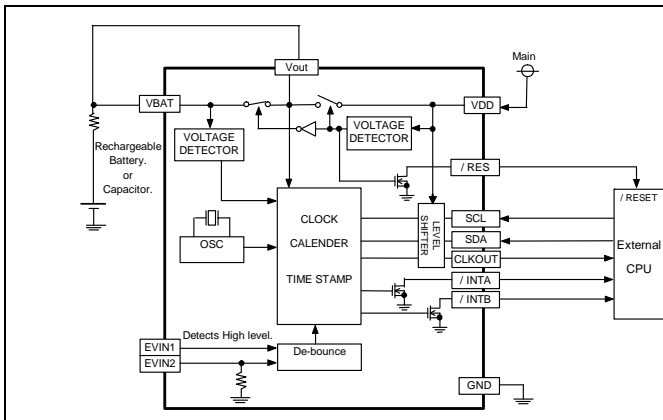 Vout
Main
VBAT
VDD
VOLTAGE
DETECTOR
VOLTAGE
DETECTOR
Rechargeable
Battery.
or
Capacitor.
/ RES
/ RESET
CLOCK
CALENDER
TIME STAMP
LEVEL
SHIFTER
SCL
SDA
CLKOUT
External
CPU
OSC
/ INTA
/ INTB
Detects High level.
EVIN1
EVIN2
De-bounce
GND